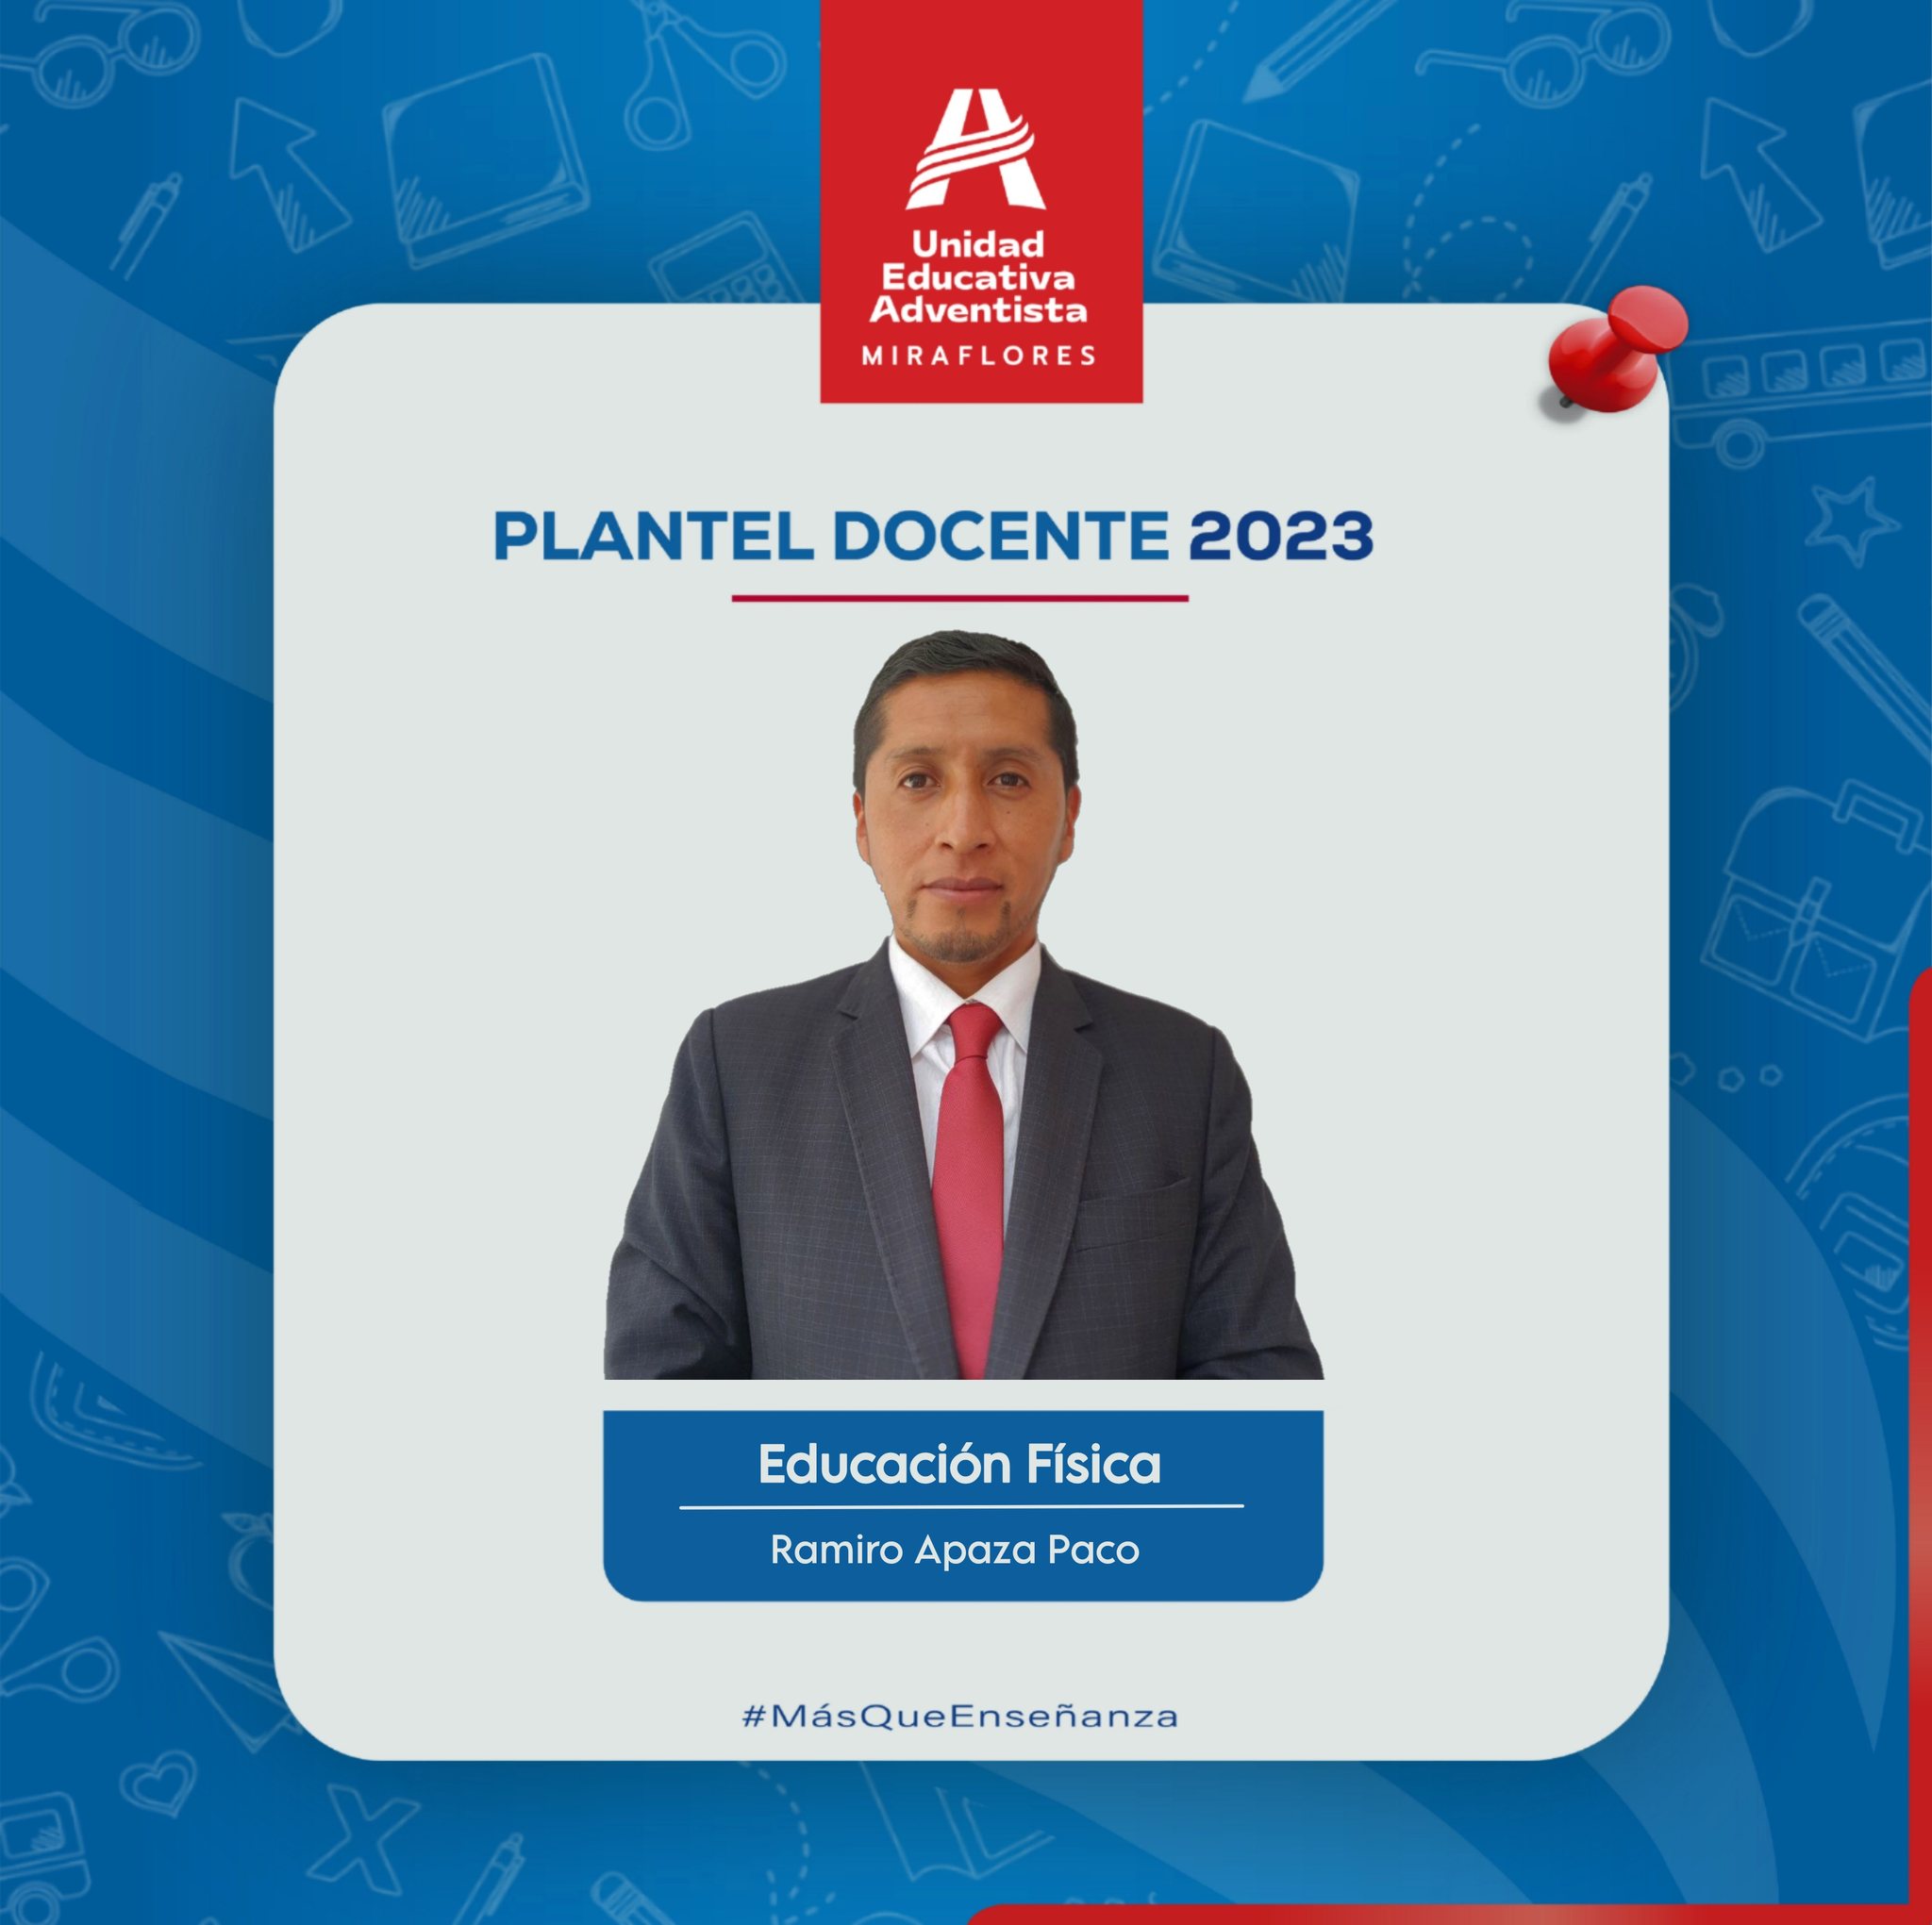 Unidad
Educativa
Adventista
MIRAFLORES
PLANTEL DOCENTE 2023
Educación Física
Ramiro Apaza Paco
#MásQueEnseñanza